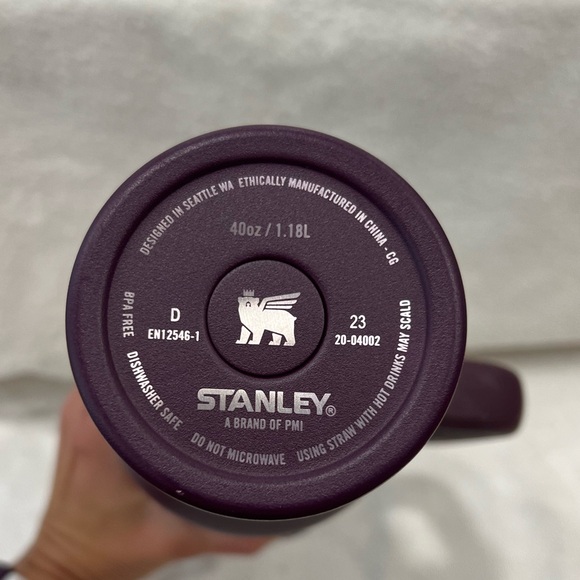 DESIGNED IN SEATTLE WA ETHICALLY MANUFACTURED IN CHINA - CG
40oz / 1.18L
D
EN12546-1
23
20-04002
STANLEY®
A BRAND OF PMI
BPA FREE DISHWASHER SAFE DO NOT MICROWAVE USING STRAW WITH HOT DRINKS MAY SCALD